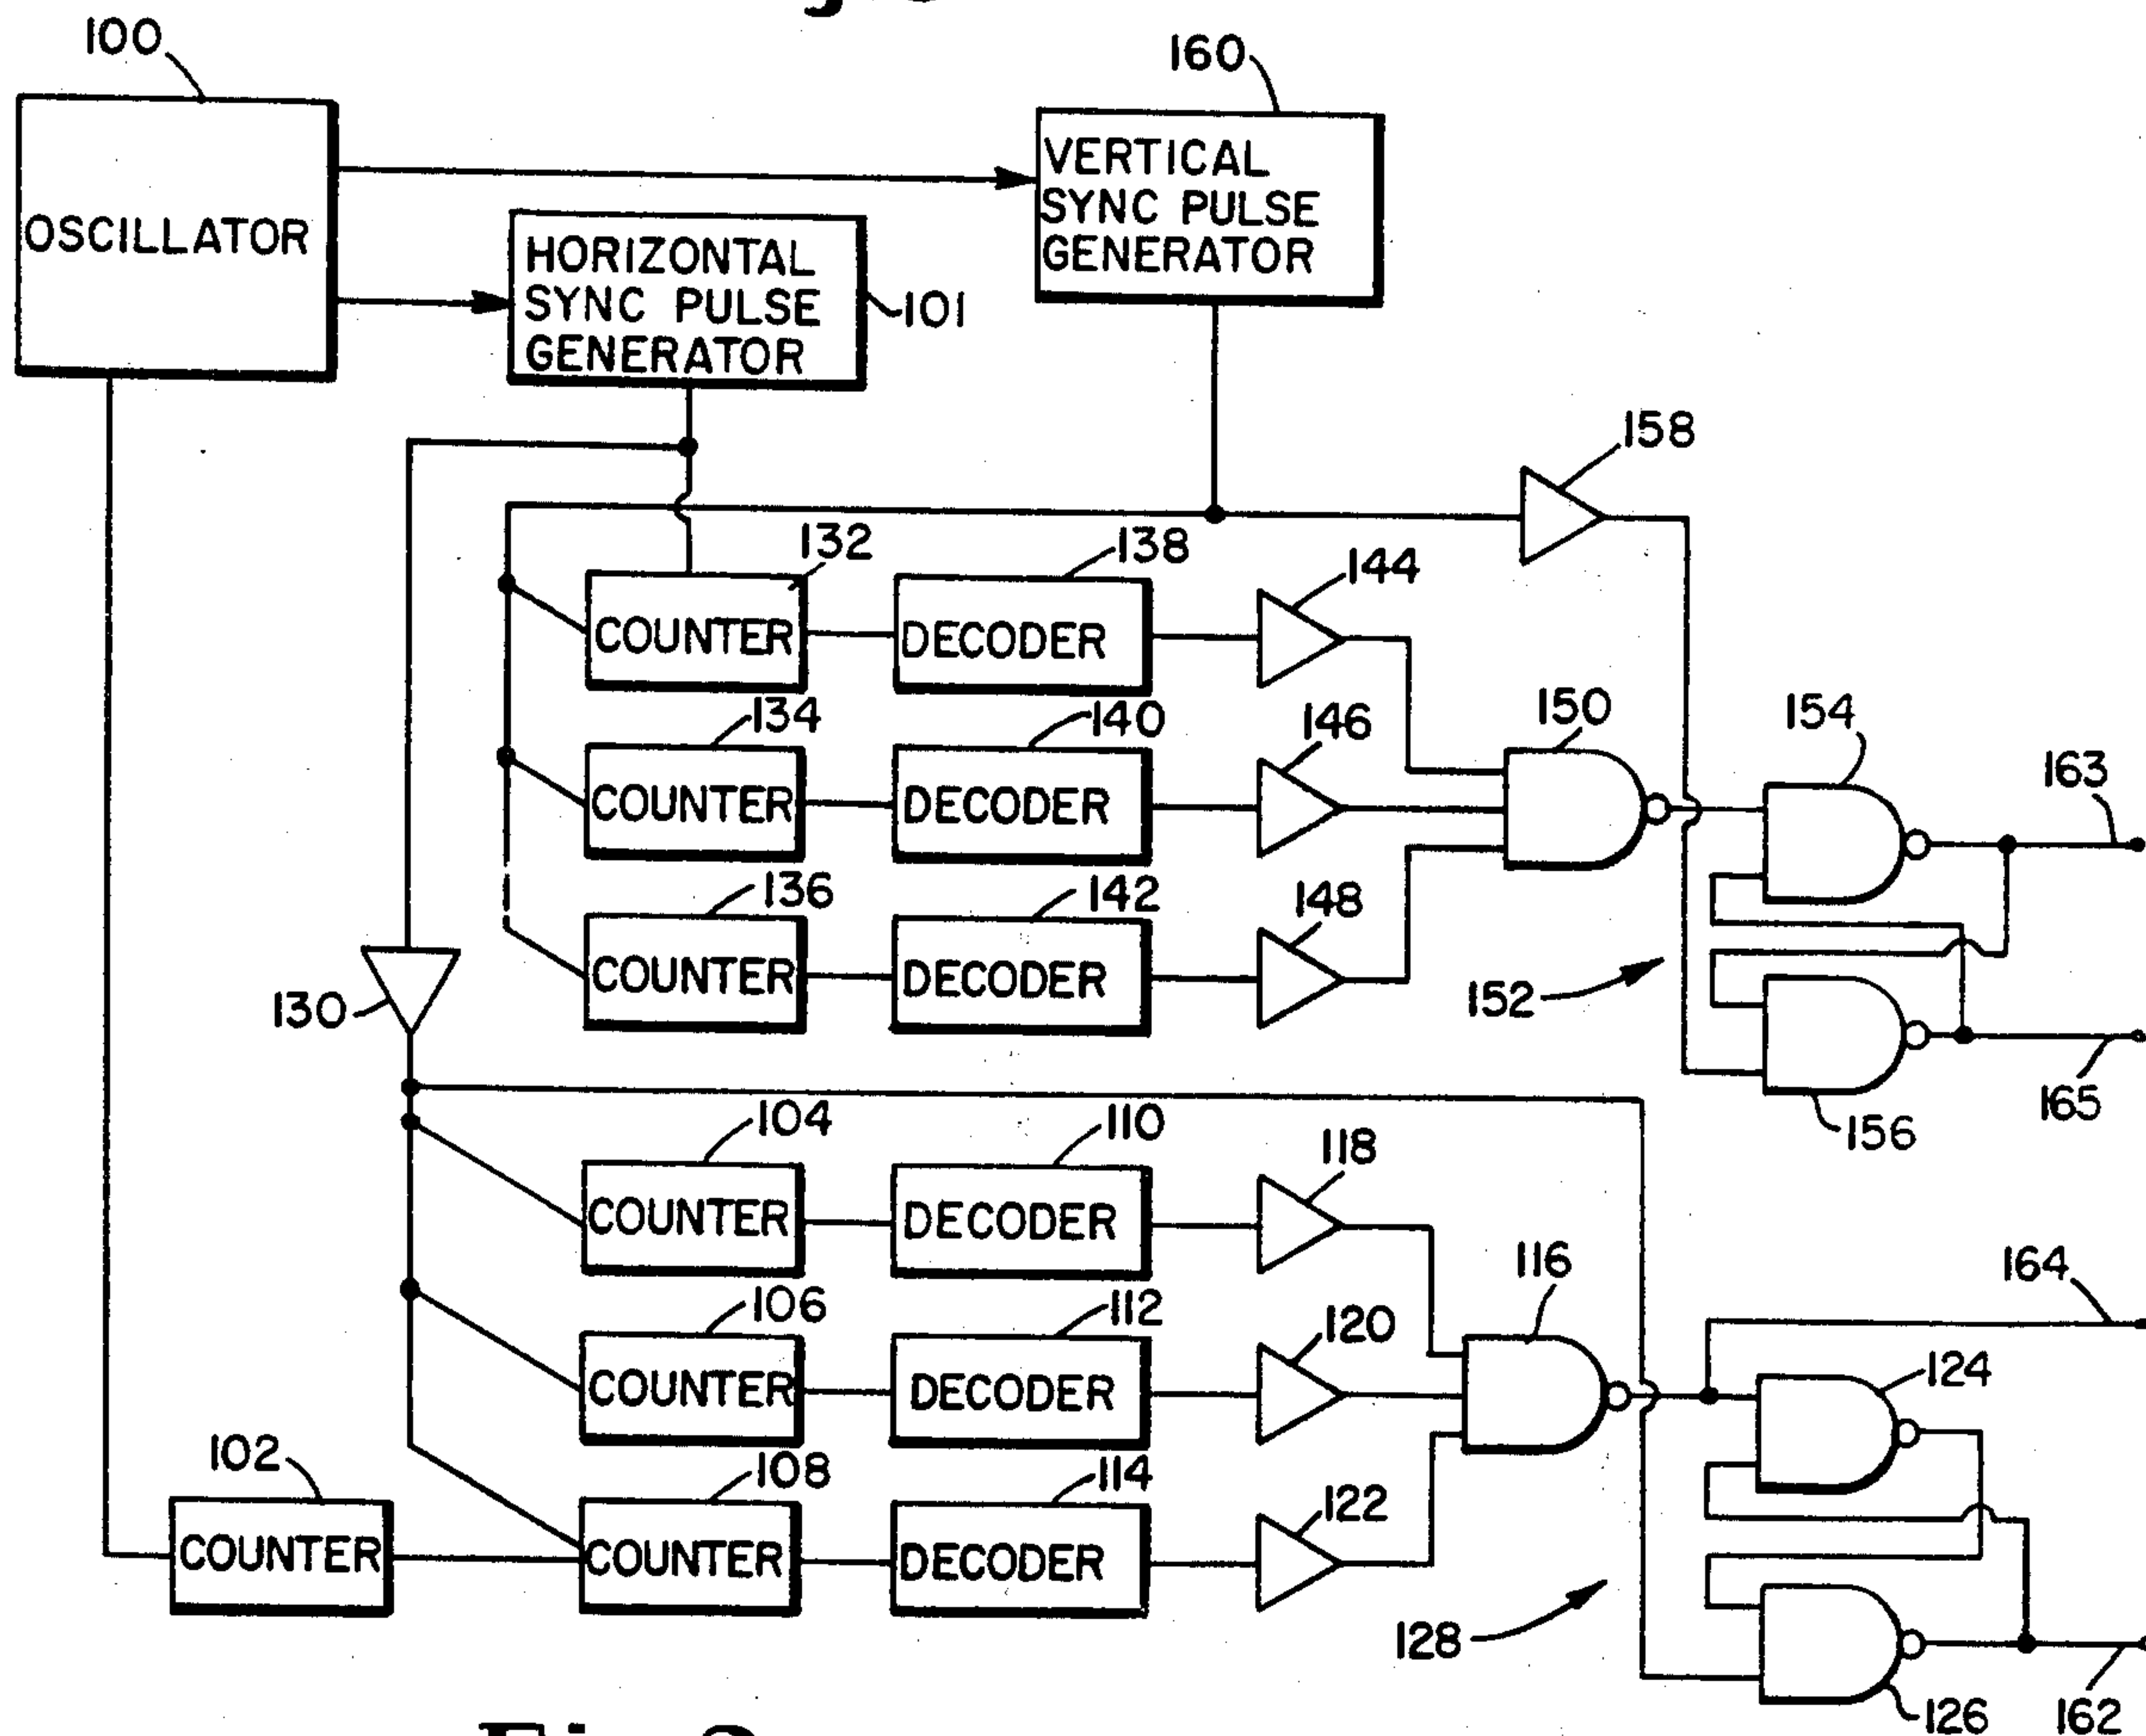 100
160
OSCILLATOR
VERTICAL
SYNC PULSE
GENERATOR
HORIZONTAL
SYNC PULSE
GENERATOR
101
158
132
138
144
COUNTER
DECODER
134
140
146
150
154
163
COUNTER
DECODER
136
142
148
COUNTER
DECODER
152
130
165
156
104
110
118
COUNTER
DECODER
116
164
106
112
120
124
COUNTER
DECODER
102
108
114
122
COUNTER
COUNTER
DECODER
128
126
162